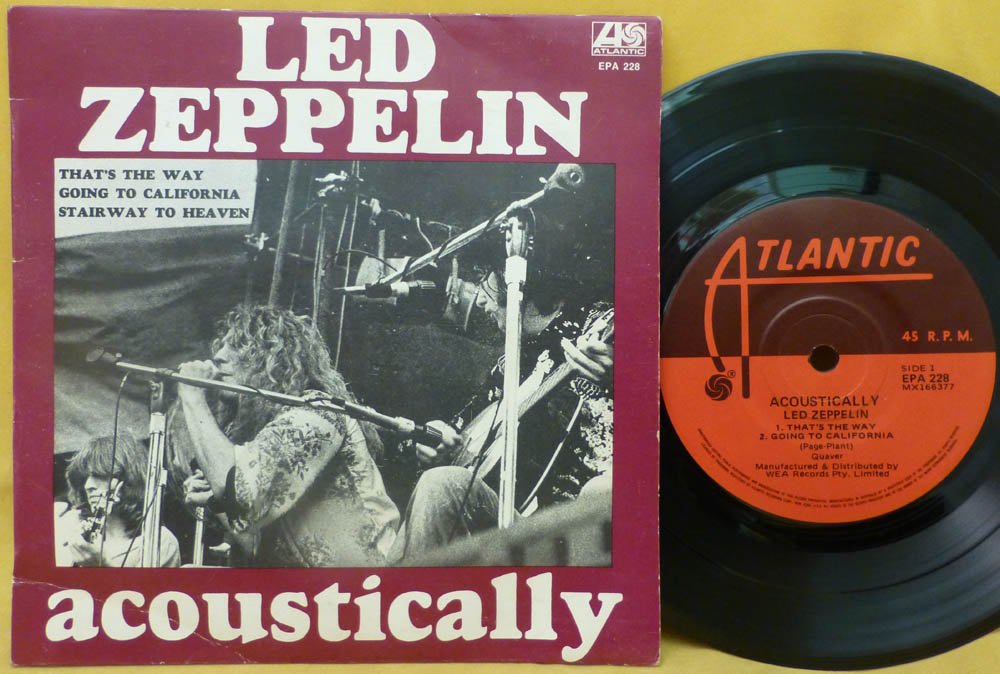 LED
ZEPPELIN
ATLANTIC
EPA 228
THAT'S THE WAY
GOING TO CALIFORNIA
STAIRWAY TO HEAVEN
acoustically
ATLANTIC
45 R.P.M.
SIDE 1
EPA 228
MX166377
ACOUSTICALLY
LED ZEPPELIN
1. THAT'S THE WAY
2. GOING TO CALIFORNIA
(Page-Plant)
Quaver
Manufactured & Distributed by
WEA Records Pty. Limited